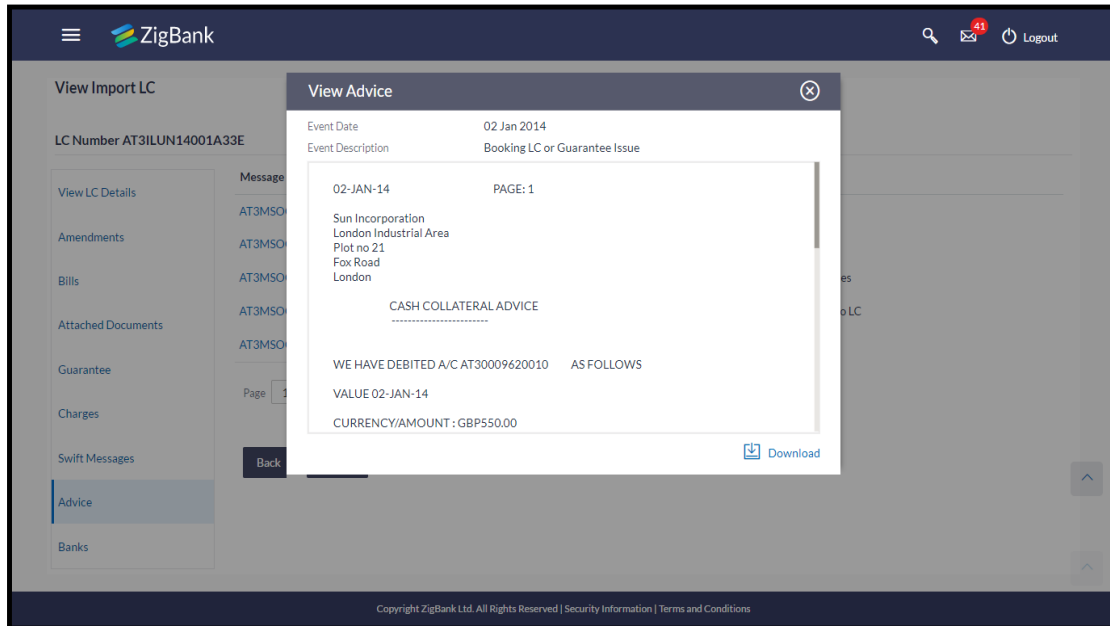 ZigBank
41
Logout
View Import LC
LC Number AT3ILUN14001A33E
View LC Details
Amendments
Bills
Attached Documents
Guarantee
Charges
Swift Messages
Advice
Banks
Message
AT3MSO
AT3MSO
AT3MSO
es
AT3MSO
o LC
AT3MSO
Page 1
Back
View Advice
Event Date 02 Jan 2014
Event Description Booking LC or Guarantee Issue
02-JAN-14 PAGE: 1
Sun Incorporation
London Industrial Area
Plot no 21
Fox Road
London
CASH COLLATERAL ADVICE
------------------------
WE HAVE DEBITED A/C AT30009620010 AS FOLLOWS
VALUE 02-JAN-14
CURRENCY/AMOUNT : GBP550.00
Download
Copyright ZigBank Ltd. All Rights Reserved | Security Information | Terms and Conditions